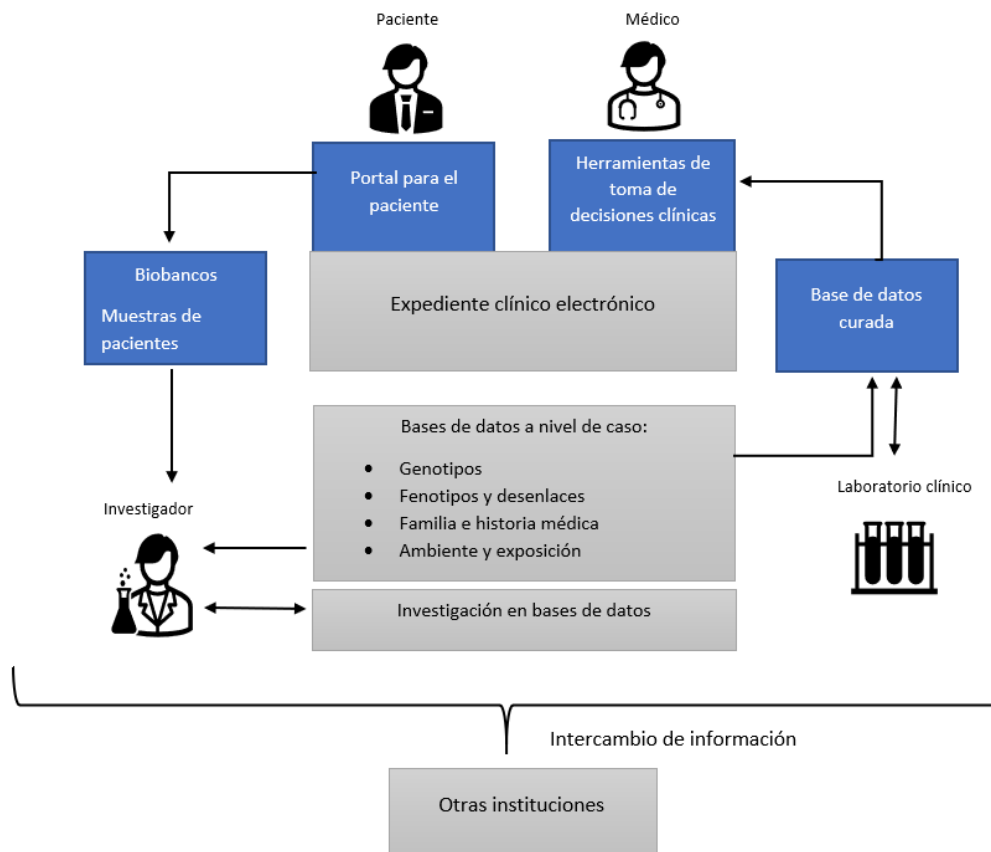 Paciente
Médico
Portal para el
paciente
Herramientas de
toma de
decisiones clínicas
Biobancos
Muestras de
pacientes
Expediente clínico electrónico
Base de datos
curada
Bases de datos a nivel de caso:
• Genotipos
• Fenotipos y desenlaces
• Familia e historia médica
• Ambiente y exposición
Laboratorio clínico
Investigador
Investigación en bases de datos
Intercambio de información
Otras instituciones